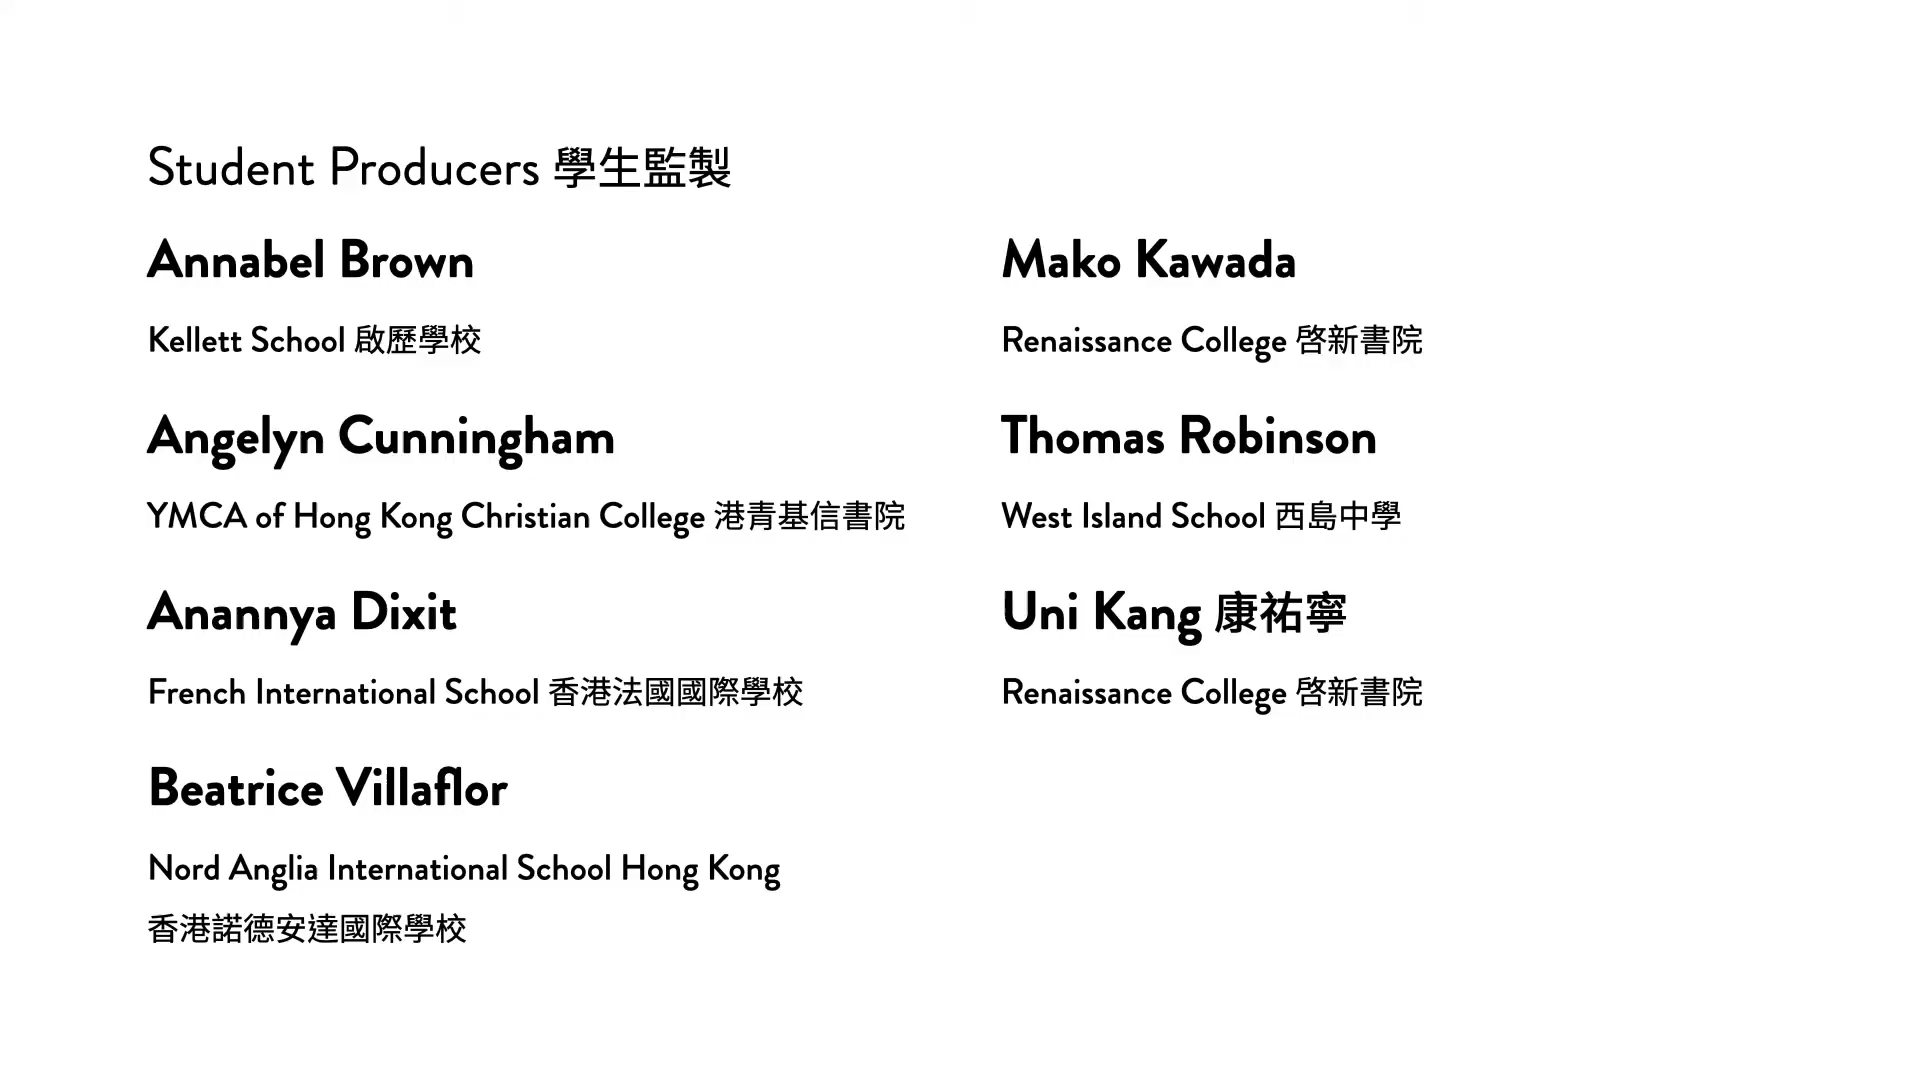 Student Producers 學生監製
Annabel Brown
Kellett School 啟歷學校
Angelyn Cunningham
YMCA of Hong Kong Christian College 港青基信書院
Anannya Dixit
French International School 香港法國國際學校
Beatrice Villaflor
Nord Anglia International School Hong Kong
香港諾德安達國際學校
Mako Kawada
Renaissance College 啓新書院
Thomas Robinson
West Island School 西島中學
Uni Kang 康祐寧
Renaissance College 啓新書院